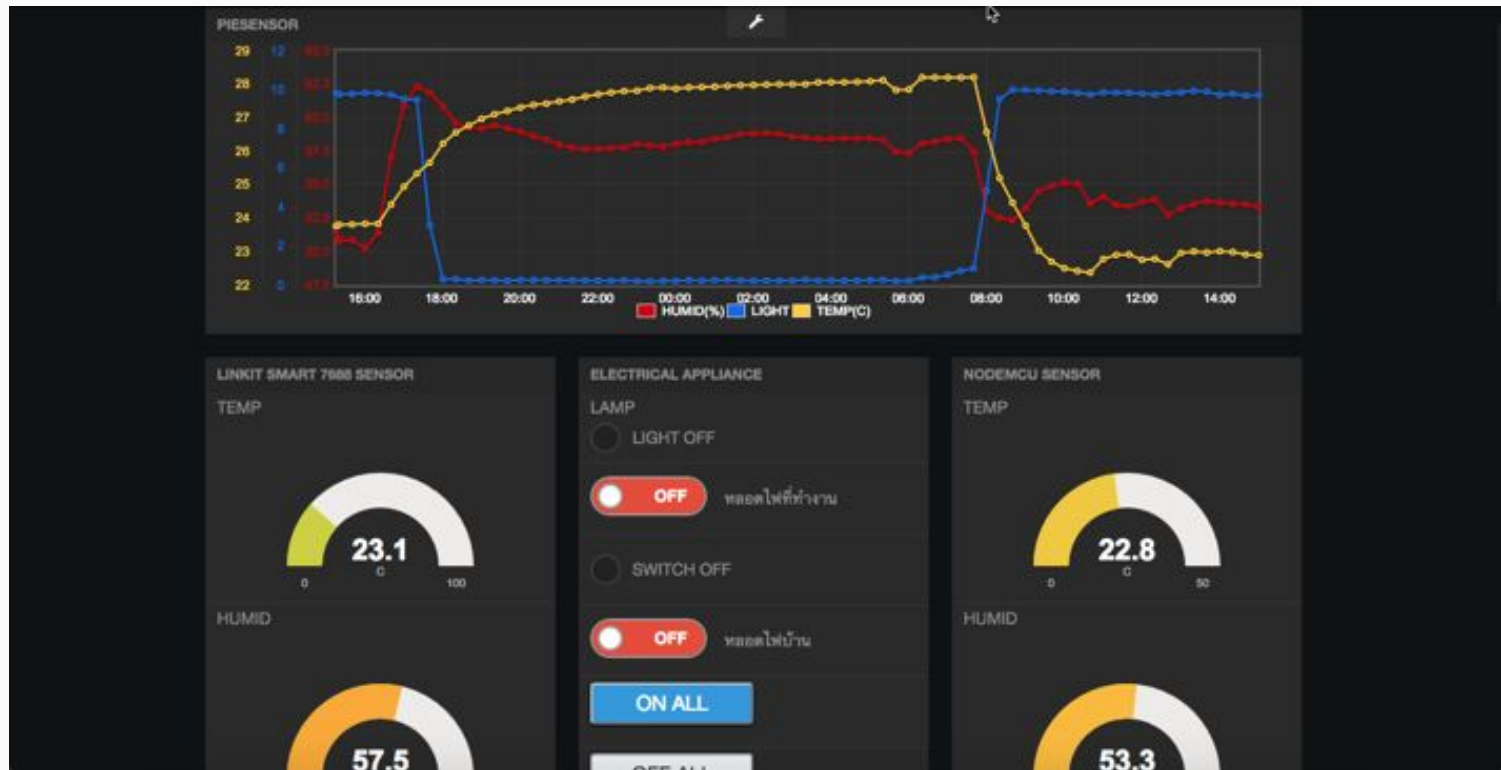 PIESENSOR
29 12
28 10
27 8
26 6
25
24 4
23 2
22 0
16:00 18:00 20:00 22:00 00:00 02:00 04:00 06:00 08:00 10:00 12:00 14:00
HUMID(%) LIGHT TEMP(C)
LINKIT SMART 7688 SENSOR
TEMP
23.1
C
0 100
HUMID
57.5
ELECTRICAL APPLIANCE
LAMP
LIGHT OFF
OFF หลอดไฟที่ทำงาน
SWITCH OFF
OFF หลอดไฟบ้าน
ON ALL
OFF ALL
NODEMCU SENSOR
TEMP
22.8
C
0 50
HUMID
53.3